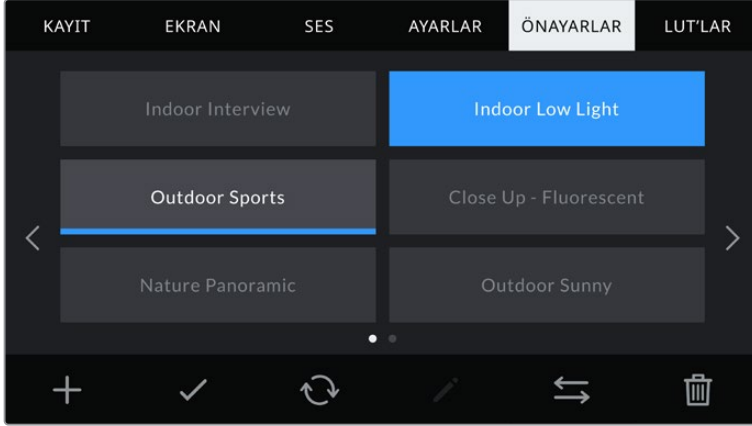 KAYIT EKRAN SES AYARLAR ÖNAYARLAR LUT'LAR
Indoor Interview Indoor Low Light
Outdoor Sports Close Up - Fluorescent
Nature Panoramic Outdoor Sunny